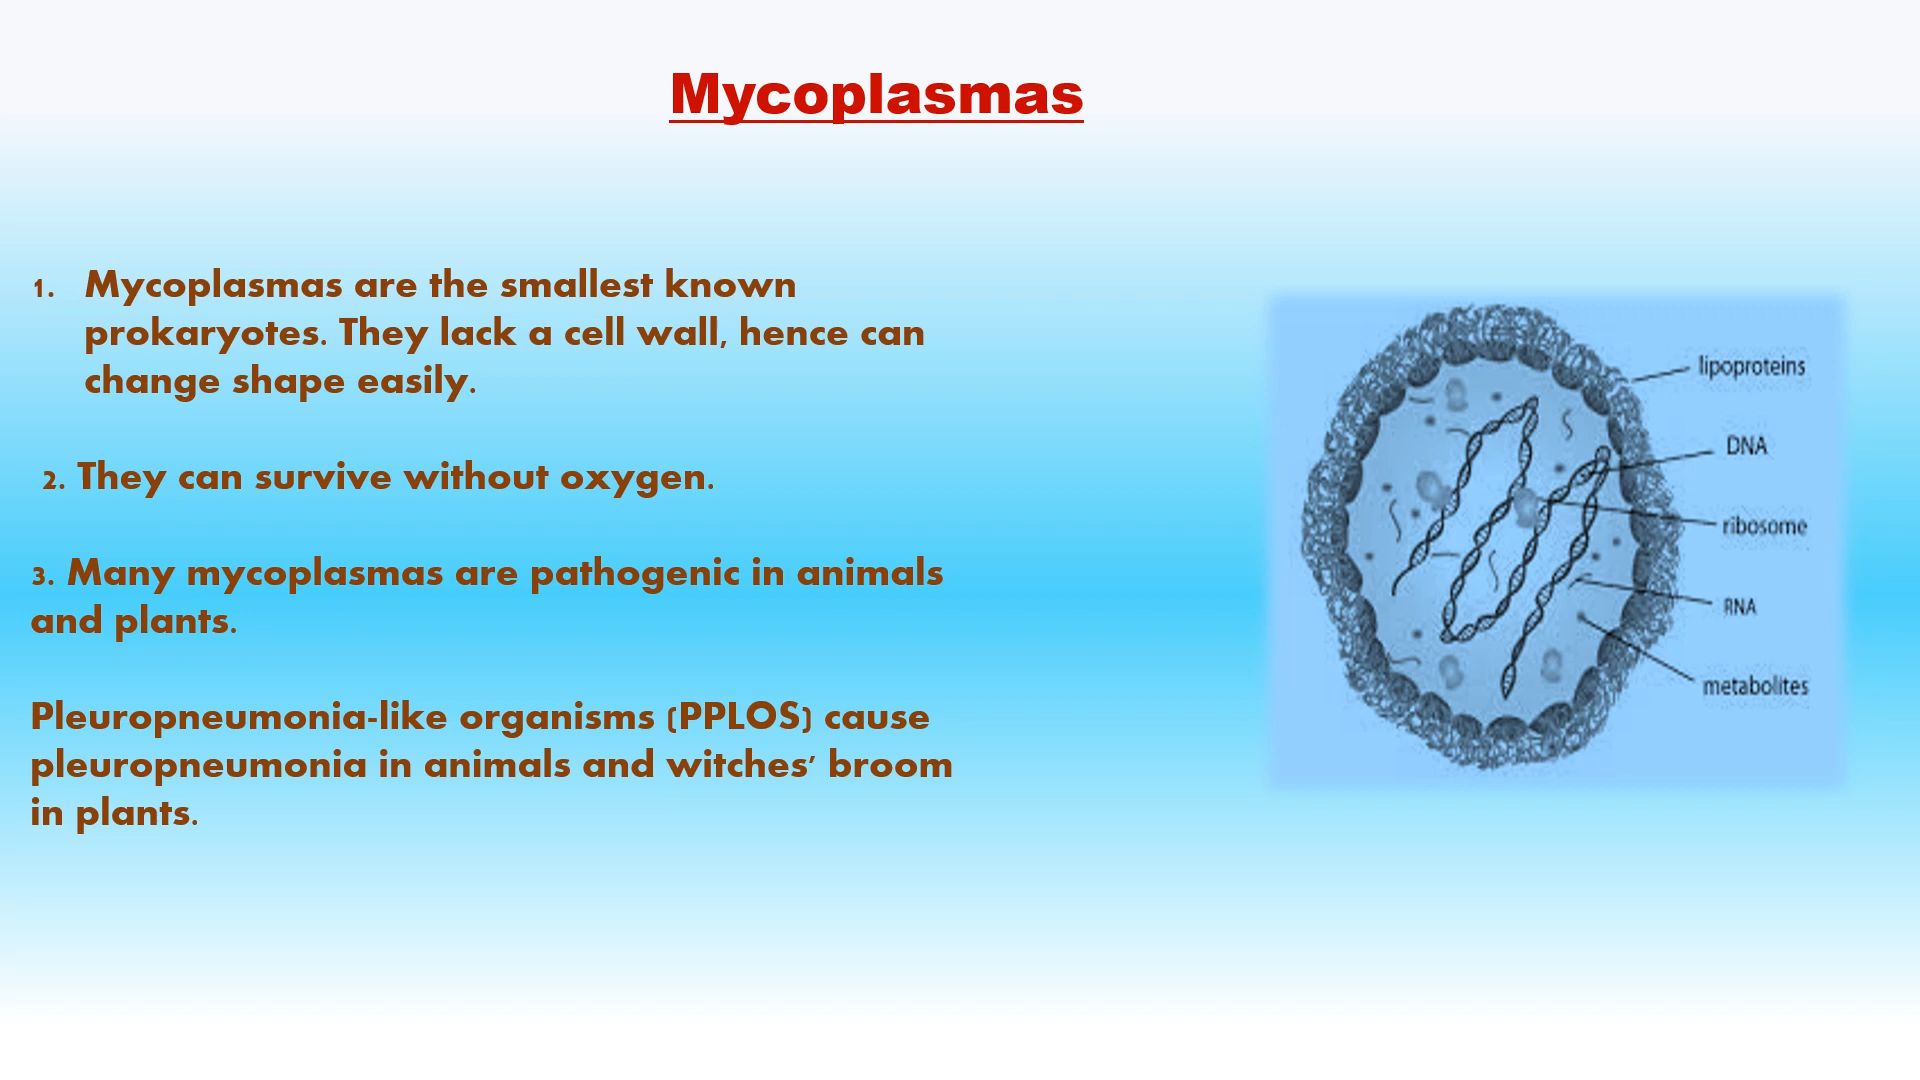 Mycoplasmas
1. Mycoplasmas are the smallest known
prokaryotes. They lack a cell wall, hence can
change shape easily.
2. They can survive without oxygen.
3. Many mycoplasmas are pathogenic in animals
and plants.
Pleuropneumonia-like organisms (PPLOS) cause
pleuropneumonia in animals and witches’ broom
in plants.
lipoproteins
DNA
ribosome
RNA
metabolites